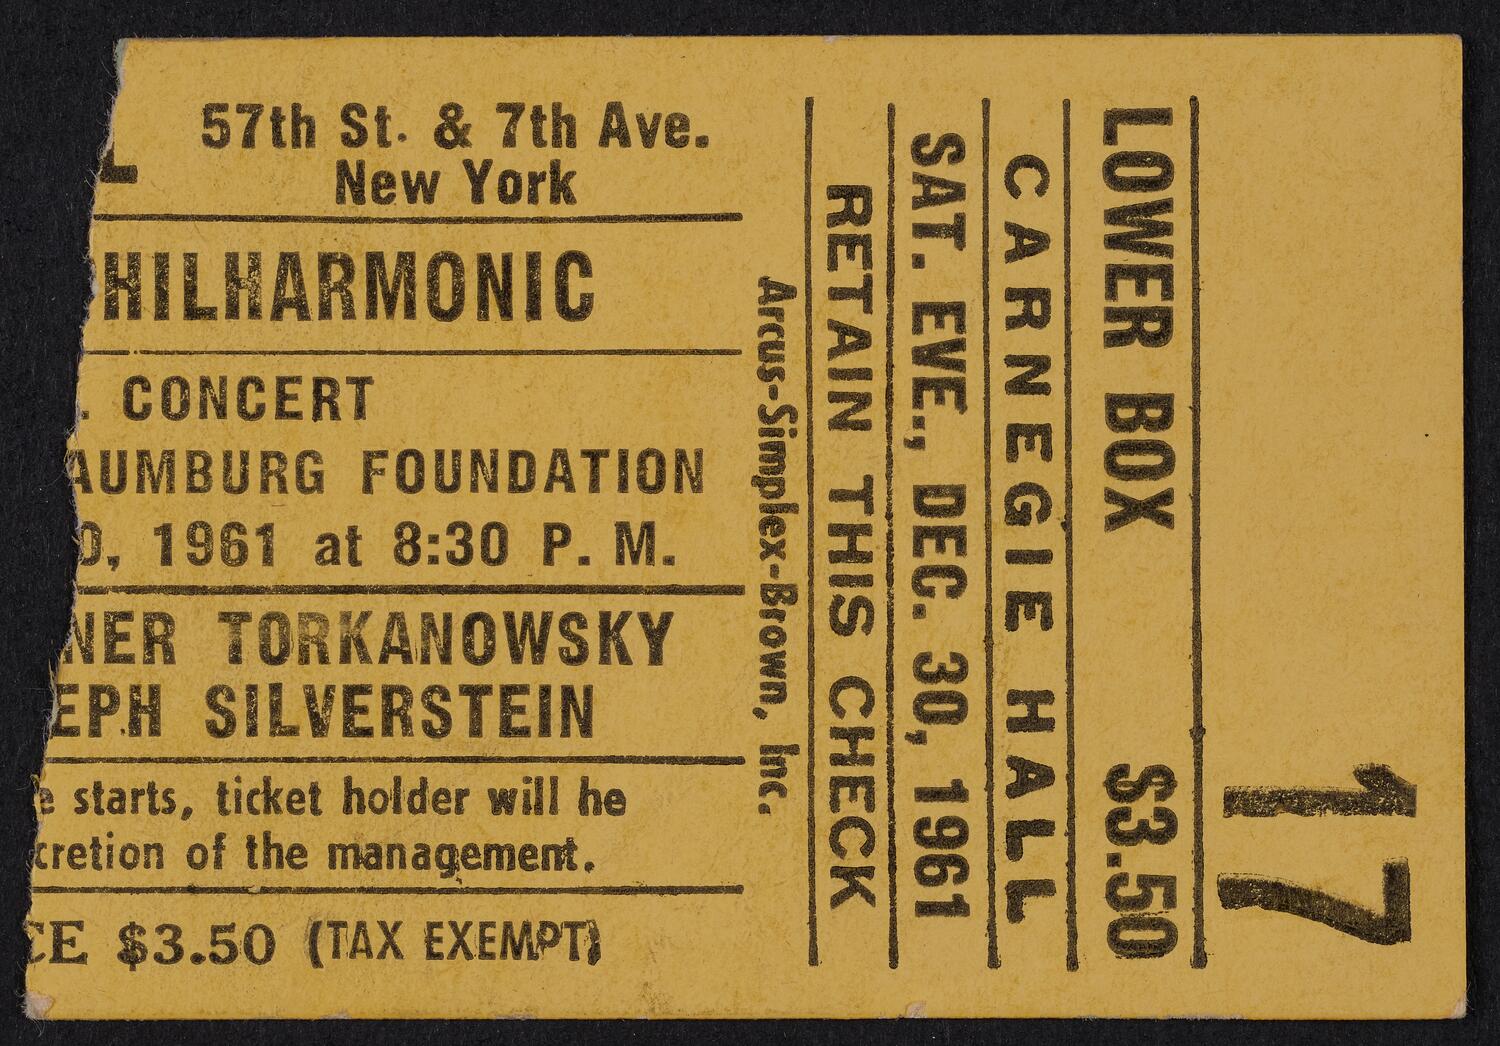 L
57th St. & 7th Ave.
New York
HILHARMONIC
. CONCERT
AUMBURG FOUNDATION
0, 1961 at 8:30 P. M.
NER TORKANOWSKY
EPH SILVERSTEIN
e starts, ticket holder will he
cretion of the management.
CE $3.50 (TAX EXEMPT)
Arcus-Simplex-Brown, Inc.
RETAIN THIS CHECK
SAT. EVE., DEC. 30, 1961
CARNEGIE HALL
LOWER BOX $3.50
17